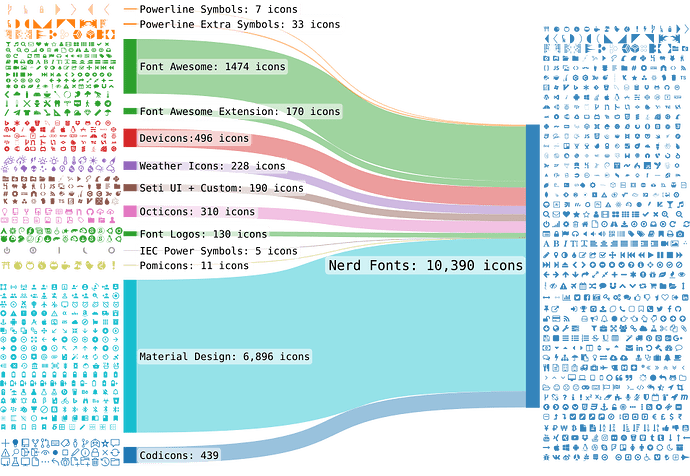 Powerline Symbols: 7 icons
Powerline Extra Symbols: 33 icons
Font Awesome: 1474 icons
Font Awesome Extension: 170 icons
Devicons:496 icons
Weather Icons: 228 icons
Seti UI + Custom: 190 icons
Octicons: 310 icons
Font Logos: 130 icons
IEC Power Symbols: 5 icons
Pomicons: 11 icons
Nerd Fonts: 10,390 icons
Material Design: 6,896 icons
Codicons: 439